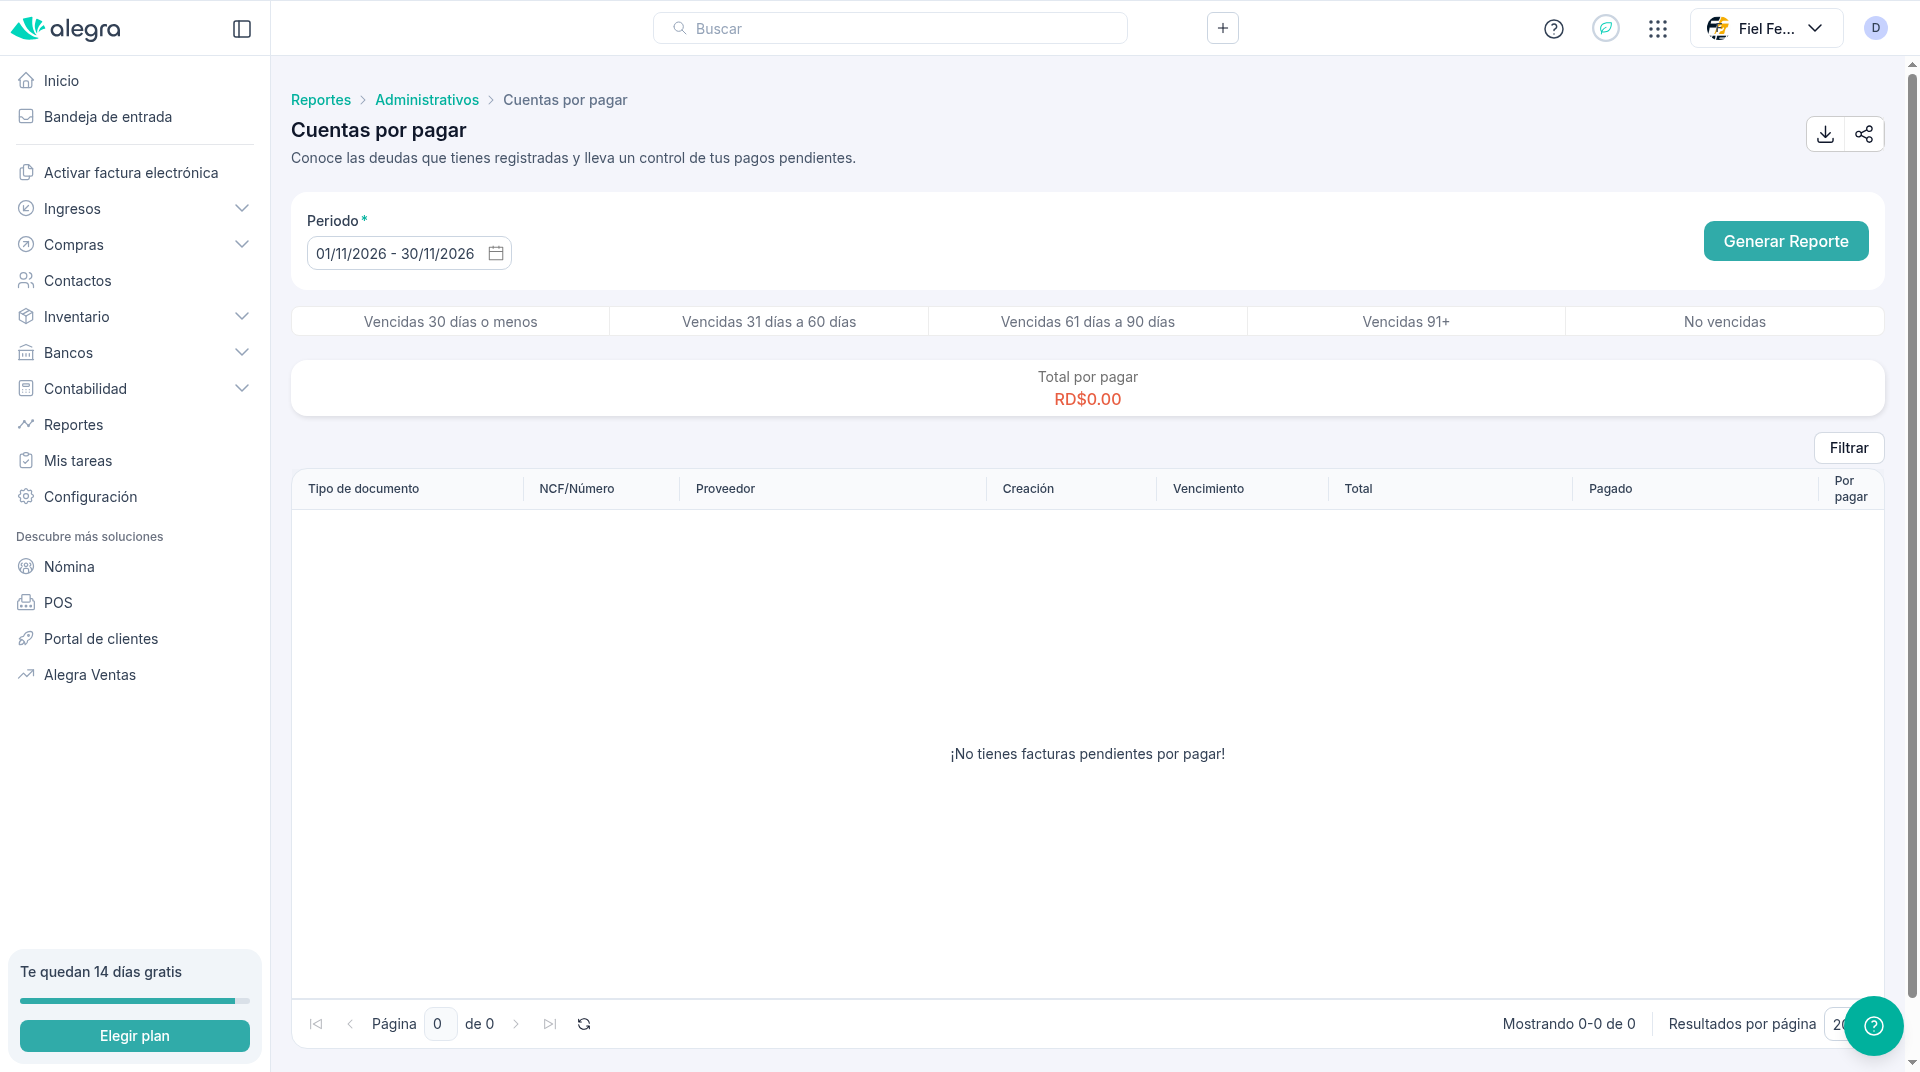 alegra
Buscar
Fiel Fe...
D
Inicio
Bandeja de entrada
Activar factura electrónica
Ingresos
Compras
Contactos
Inventario
Bancos
Contabilidad
Reportes
Mis tareas
Configuración
Descubre más soluciones
Nómina
POS
Portal de clientes
Alegra Ventas
Te quedan 14 días gratis
Elegir plan
Reportes > Administrativos > Cuentas por pagar
Cuentas por pagar
Conoce las deudas que tienes registradas y lleva un control de tus pagos pendientes.
Periodo *
01/11/2026 - 30/11/2026
Generar Reporte
Vencidas 30 días o menos
Vencidas 31 días a 60 días
Vencidas 61 días a 90 días
Vencidas 91+
No vencidas
Total por pagar
RD$0.00
Filtrar
Tipo de documento
NCF/Número
Proveedor
Creación
Vencimiento
Total
Pagado
Por
pagar
¡No tienes facturas pendientes por pagar!
Página 0 de 0
Mostrando 0-0 de 0
Resultados por página